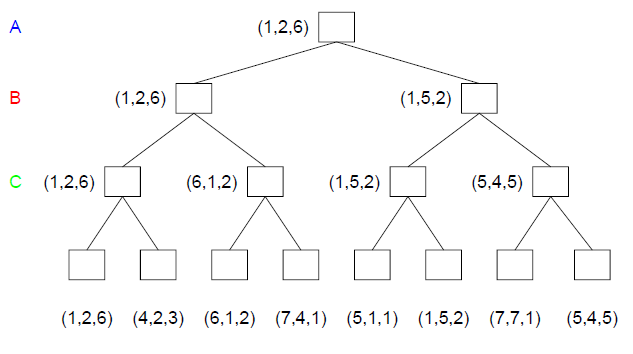 A (1,2,6)
B (1,2,6) (1,5,2)
C (1,2,6) (6,1,2) (1,5,2) (5,4,5)
(1,2,6) (4,2,3) (6,1,2) (7,4,1) (5,1,1) (1,5,2) (7,7,1) (5,4,5)